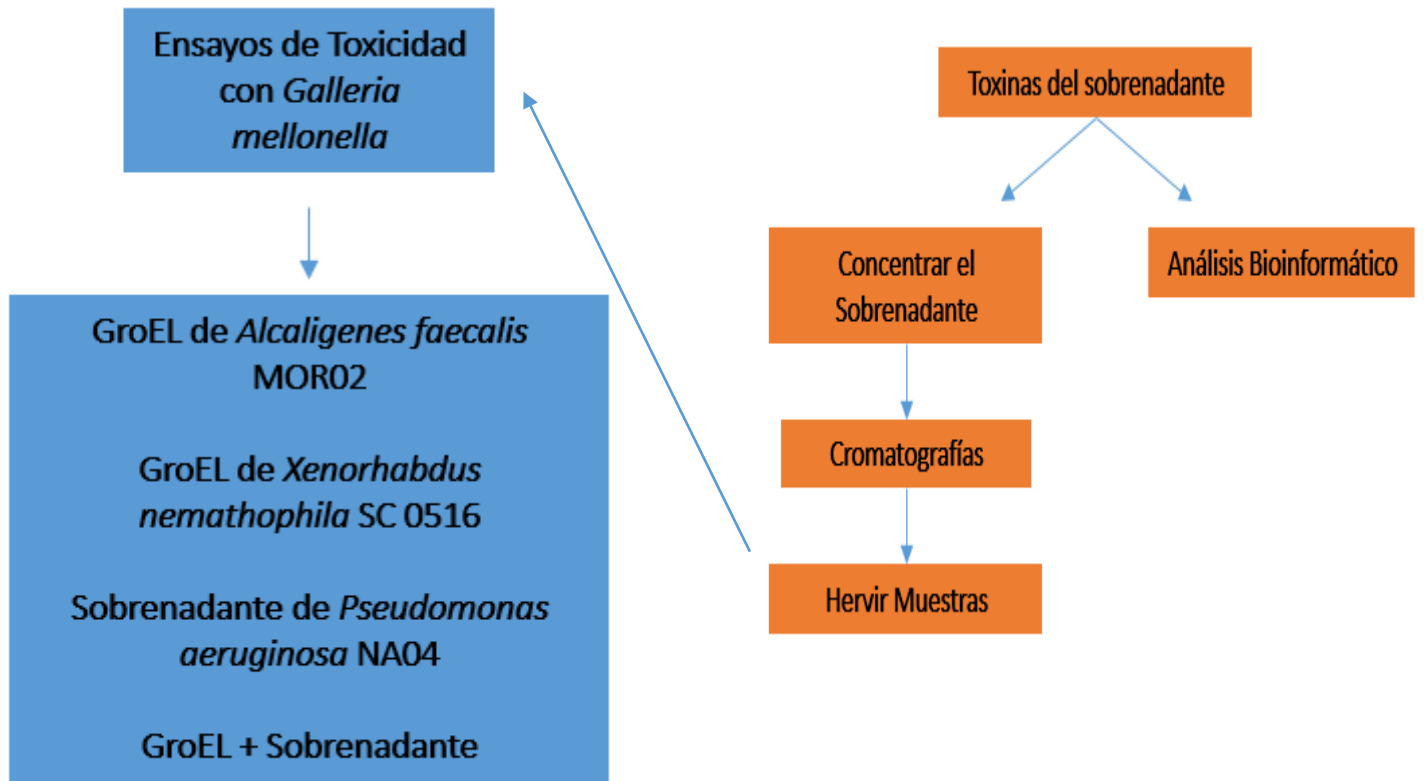 Ensayos de Toxicidad
con Galleria
mellonella
GroEL de Alcaligenes faecalis
MOR02
GroEL de Xenorhabdus
nemathophila SC 0516
Sobrenadante de Pseudomonas
aeruginosa NA04
GroEL + Sobrenadante
Toxinas del sobrenadante
Concentrar el
Sobrenadante
Análisis Bioinformático
Cromatografías
Hervir Muestras